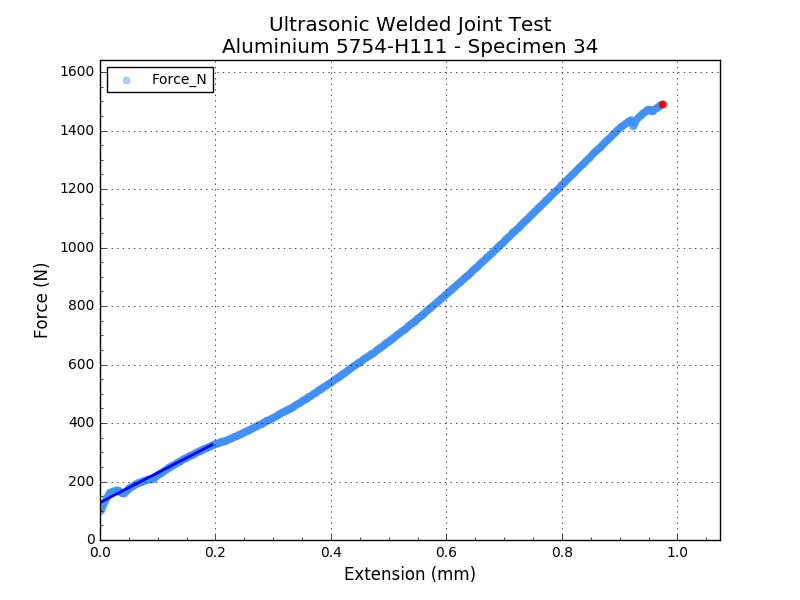 Ultrasonic Welded Joint Test
Aluminium 5754-H111 - Specimen 34
Force_N
1600
1400
1200
1000
800
600
400
200
0
Force (N)
0.0 0.2 0.4 0.6 0.8 1.0
Extension (mm)